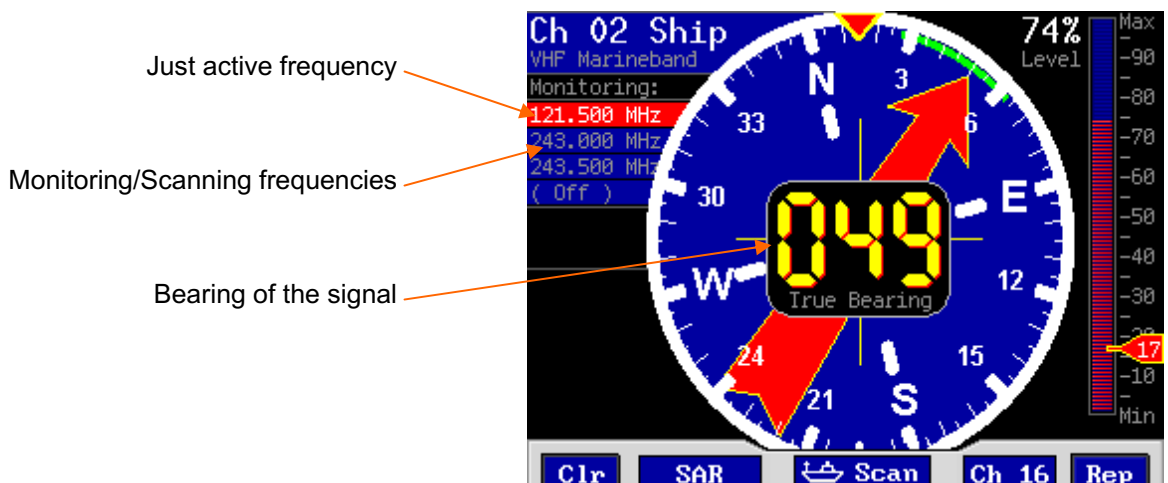 Just active frequency
Monitoring/Scanning frequencies
Bearing of the signal
Ch 02 Ship
VHF Marineband
Monitoring:
121.500 MHz
243.000 MHz
243.500 MHz
( Off )
N
3
6
E
12
15
S
21
24
W
30
33
049
True Bearing
74%
Level
Max
-90
-80
-70
-60
-50
-40
-30
-20
17
-10
Min
Clr
SAR
Scan
Ch 16
Rep